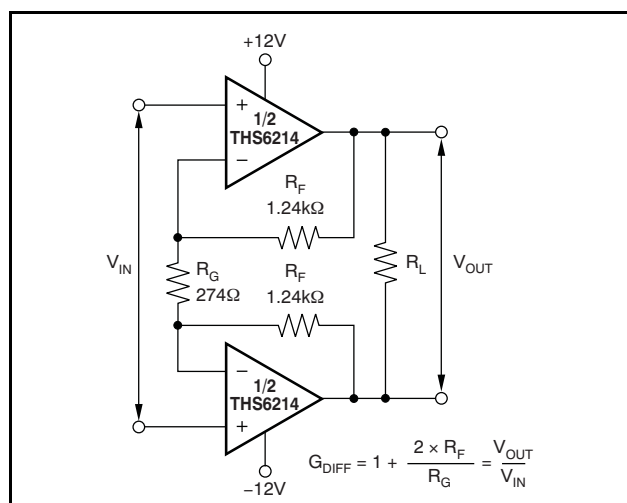 +12V
+
1/2
THS6214
−
R_F
1.24kΩ
V_IN
R_G
274Ω
R_F
1.24kΩ
R_L
V_OUT
−
1/2
THS6214
+
−12V
G_DIFF = 1 + 2 × R_F / R_G = V_OUT / V_IN